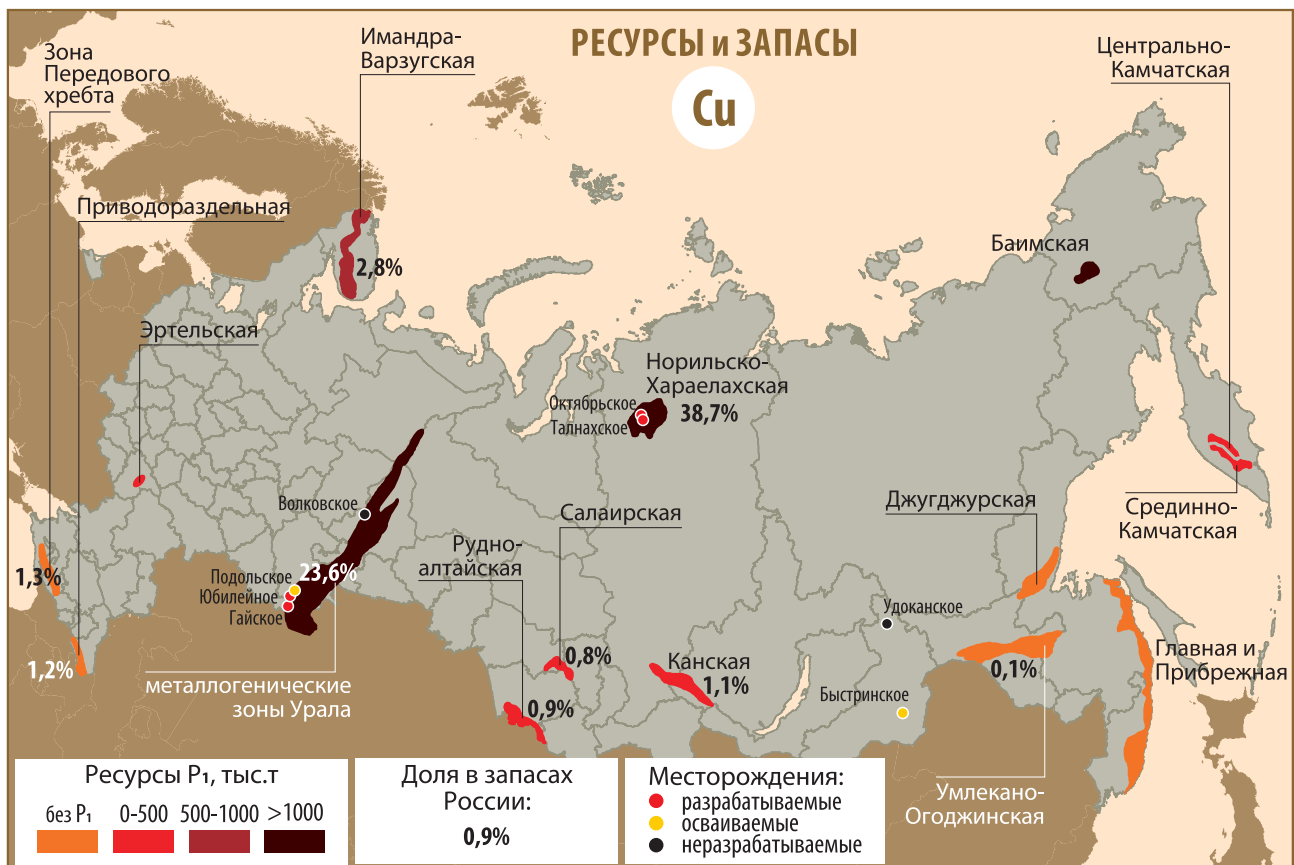 РЕСУРСЫ и ЗАПАСЫ
Cu
Зона
Передового
хребта
Имандра-
Варзугская
Центрально-
Камчатская
Приводораздельная
2,8%
Баимская
Эртельская
Норильско-
Хараелахская
38,7%
Октябрьское
Талнахское
Волковское
Салаирская
Джугджурская
Срединно-
Камчатская
Рудно-
алтайская
1,3%
23,6%
Подольское
Юбилейное
Гайское
Удоканское
1,2%
0,8%
Канская
1,1%
0,1%
Главная и
Прибрежная
металлогенические
зоны Урала
0,9%
Быстринское
Умлекано-
Огоджинская
Ресурсы P₁, тыс.т
без P₁
0-500
500-1000
>1000
Доля в запасах
России:
0,9%
Месторождения:
разрабатываемые
осваиваемые
неразрабатываемые